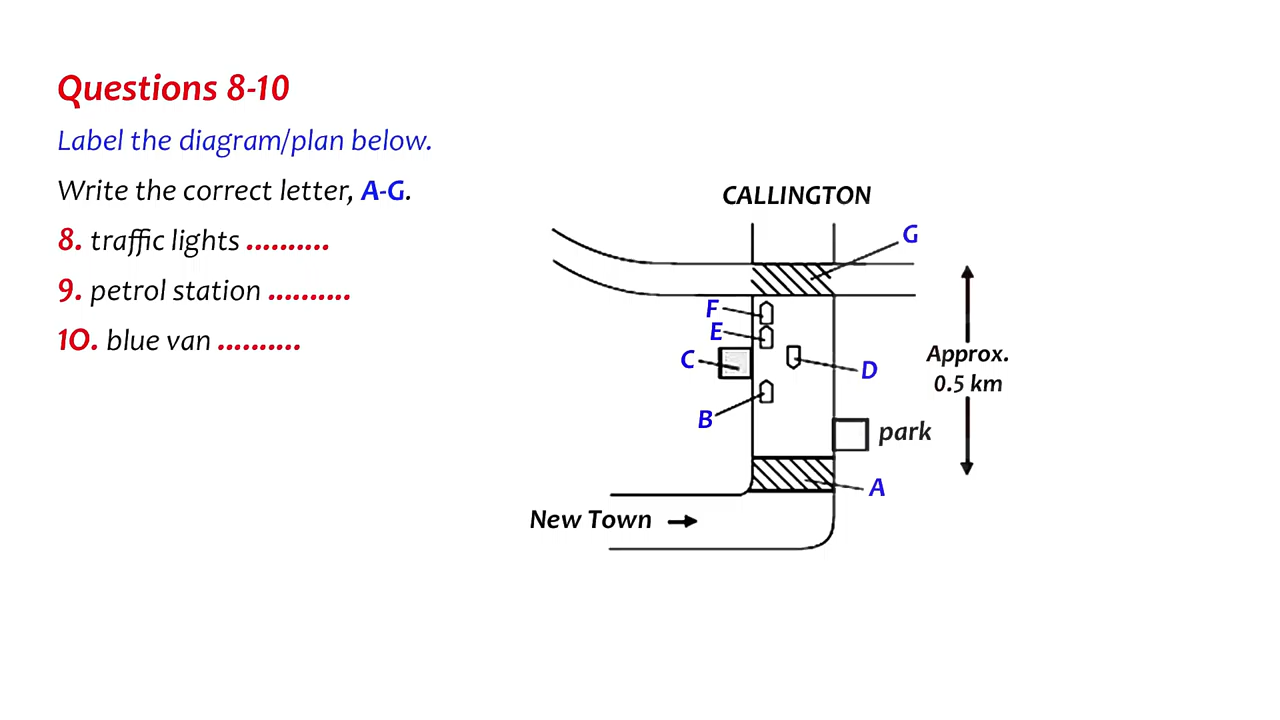 Questions 8-10
Label the diagram/plan below.
Write the correct letter, A-G.
8. traffic lights ..........
9. petrol station ..........
10. blue van ..........
CALLINGTON
G
F
E
C
D
B
Approx.
0.5 km
park
A
New Town